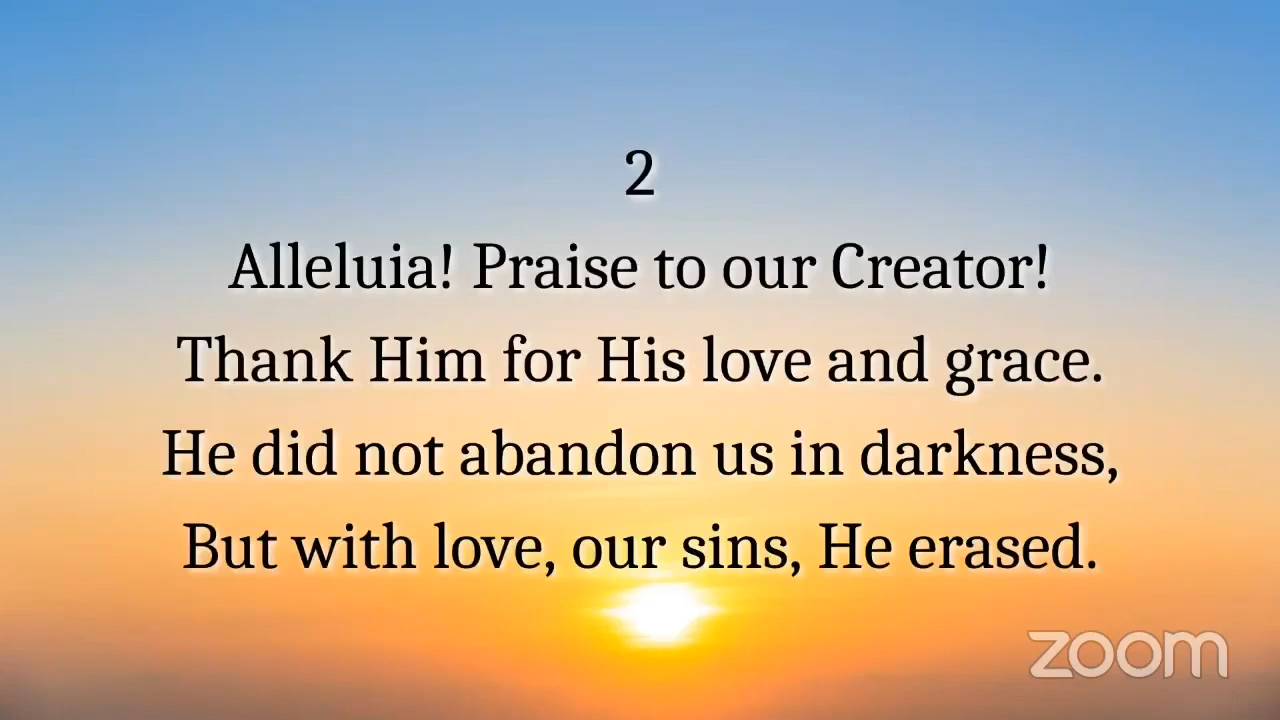 2
Alleluia! Praise to our Creator!
Thank Him for His love and grace.
He did not abandon us in darkness,
But with love, our sins, He erased.
zoom